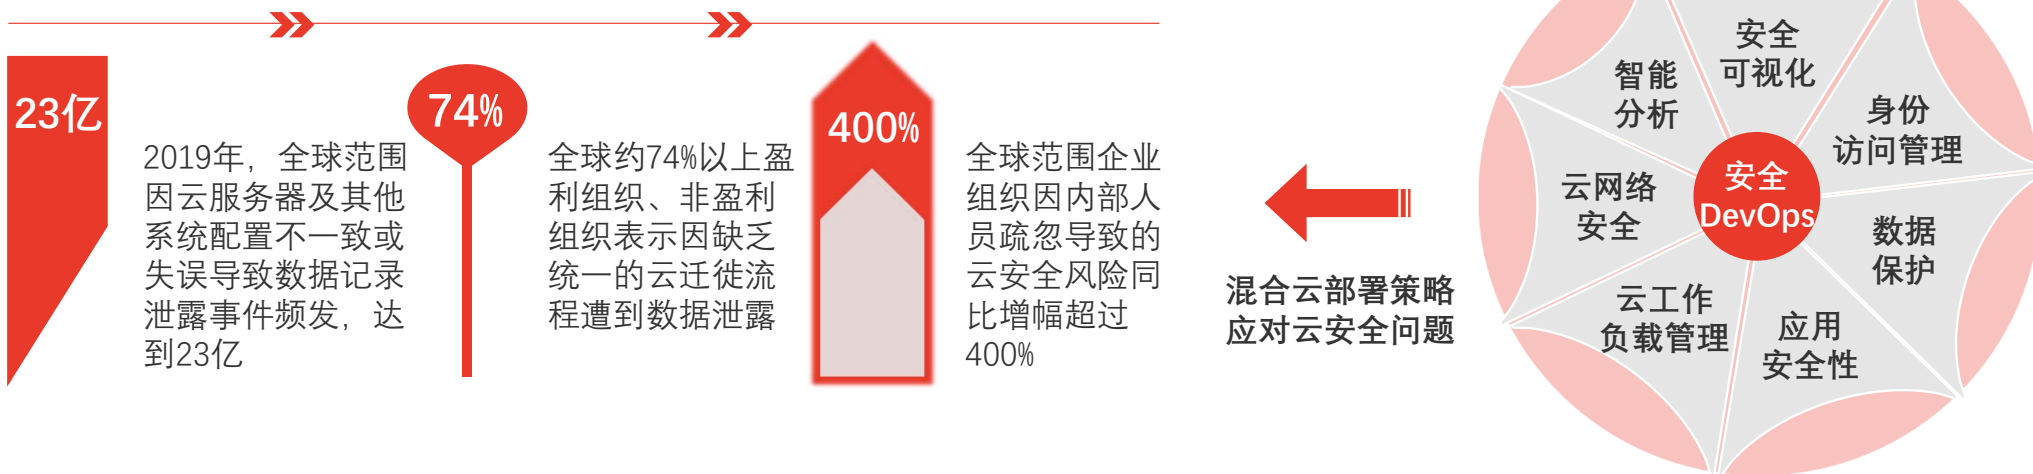 23亿
2019年，全球范围
因云服务器及其他
系统配置不一致或
失误导致数据记录
泄露事件频发，达
到23亿
74%
全球约74%以上盈
利组织、非盈利
组织表示因缺乏
统一的云迁徙流
程遭到数据泄露
400%
全球范围企业
组织因内部人
员疏忽导致的
云安全风险同
比增幅超过
400%
混合云部署策略
应对云安全问题
安全
可视化
智能
分析
身份
访问管理
云网络
安全
安全
DevOps
数据
保护
云工作
负载管理
应用
安全性